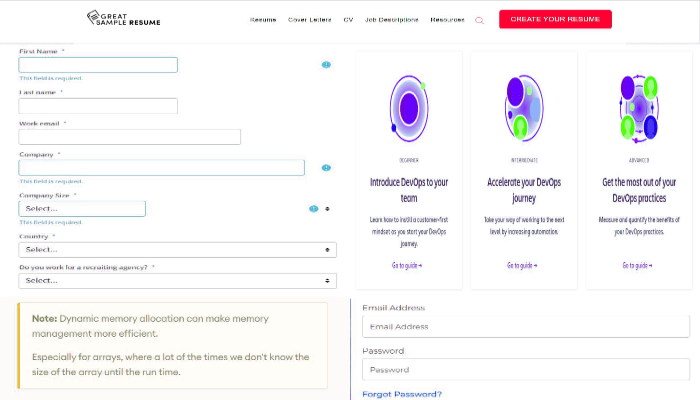 GREAT
SAMPLE RESUME
Resume Cover Letters CV Job Descriptions Resources
CREATE YOUR RESUME
First Name *
This field is required.
Last name *
Work email *
Company *
This field is required.
Company Size *
Select...
This field is required.
Country *
Select...
Do you work for a recruiting agency? *
Select...
BEGINNER
Introduce DevOps to your
team
Learn how to instill a customer-first
mindset as you start your DevOps
journey.
Go to guide →
INTERMEDIATE
Accelerate your DevOps
journey
Take your way of working to the next
level by increasing automation.
Go to guide →
ADVANCED
Get the most out of your
DevOps practices
Measure and quantify the benefits of
your DevOps practices.
Go to guide →
Note: Dynamic memory allocation can make memory
management more efficient.
Especially for arrays, where a lot of the times we don't know the
size of the array until the run time.
Email Address
Email Address
Password
Password
Forgot Password?